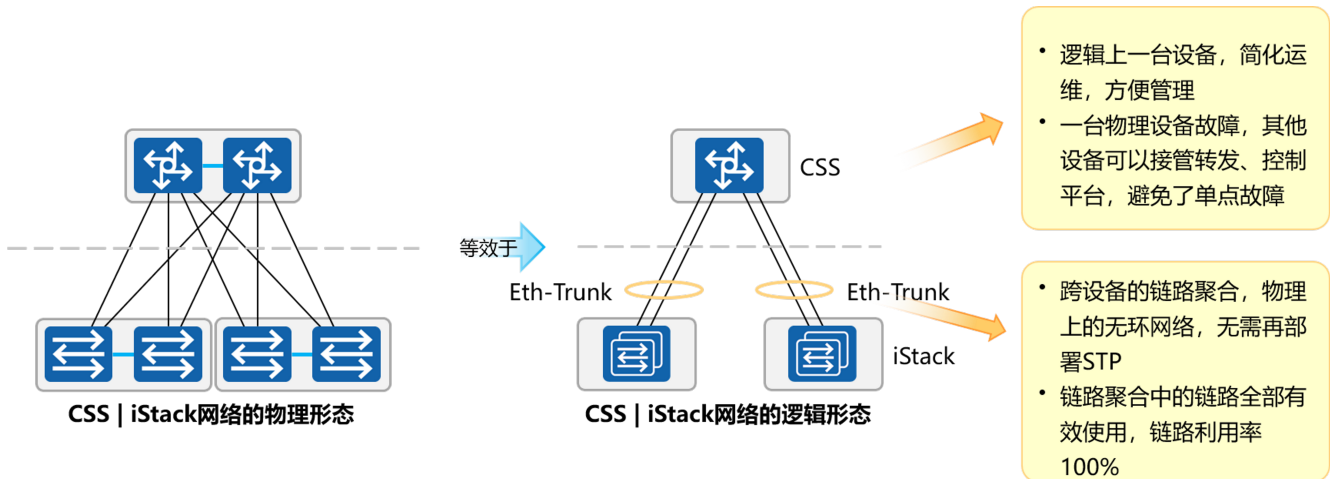 • 逻辑上一台设备，简化运
维，方便管理
• 一台物理设备故障，其他
设备可以接管转发、控制
平台，避免了单点故障
CSS
等效于
Eth-Trunk
Eth-Trunk
iStack
• 跨设备的链路聚合，物理
上的无环网络，无需再部
署STP
• 链路聚合中的链路全部有
效使用，链路利用率
100%
CSS | iStack网络的物理形态
CSS | iStack网络的逻辑形态